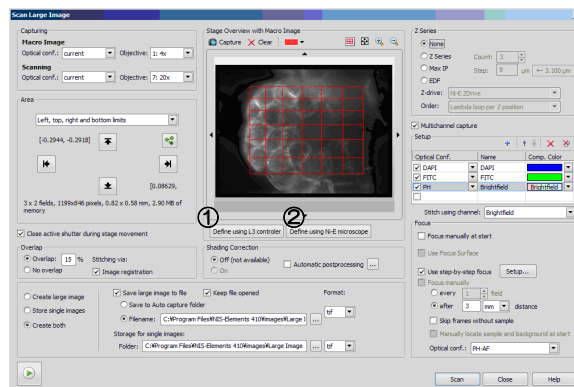 Scan Large Image
Capturing
Macro Image
Optical conf.: current Objective: 1: 4x
Scanning
Optical conf.: current Objective: 7: 20x
Area
Left, top, right and bottom limits
[-0.2944, -0.2918]
[0.08629,
3 x 2 fields, 1199x846 pixels, 0.82 x 0.58 mm, 2.90 MB of
memory
Close active shutter during stage movement
Overlap
Overlap: 15 % Stitching via:
No overlap Image registration
Stage Overview with Macro Image
Capture Clear
① ②
Define using L3 controler Define using Ni-E microscope
Shading Correction
Off (not available)
On
Automatic postprocessing ...
Create large image
Store single images
Create both
Save large image to file Keep file opened Format:
Save to Auto capture folder
Filename: C:¥Program Files¥NIS-Elements 410¥images¥Large I ... tif
Storage for single images:
Folder: C:¥Program Files¥NIS-Elements 410¥images¥Large Image ... tif
Z Series
None
Z Series Count: 3
Max IP Step: 8 µm 3.100 µm
EDF
Z-drive: Ni-E ZDrive
Order: Lambda loop per Z position
Multichannel capture
Setup
Optical Conf. Name Comp. Color
DAPI DAPI
FITC FITC
PH Brightfield Brightfield
Stitch using channel: Brightfield
Focus
Focus manually at start
Use Focus Surface
Use step-by-step focus Setup...
Focus manually
every 1 field
after 3 mm distance
Skip frames without sample
Manually locate sample and background at start
Optical conf.: PH-AF
Scan Close Help